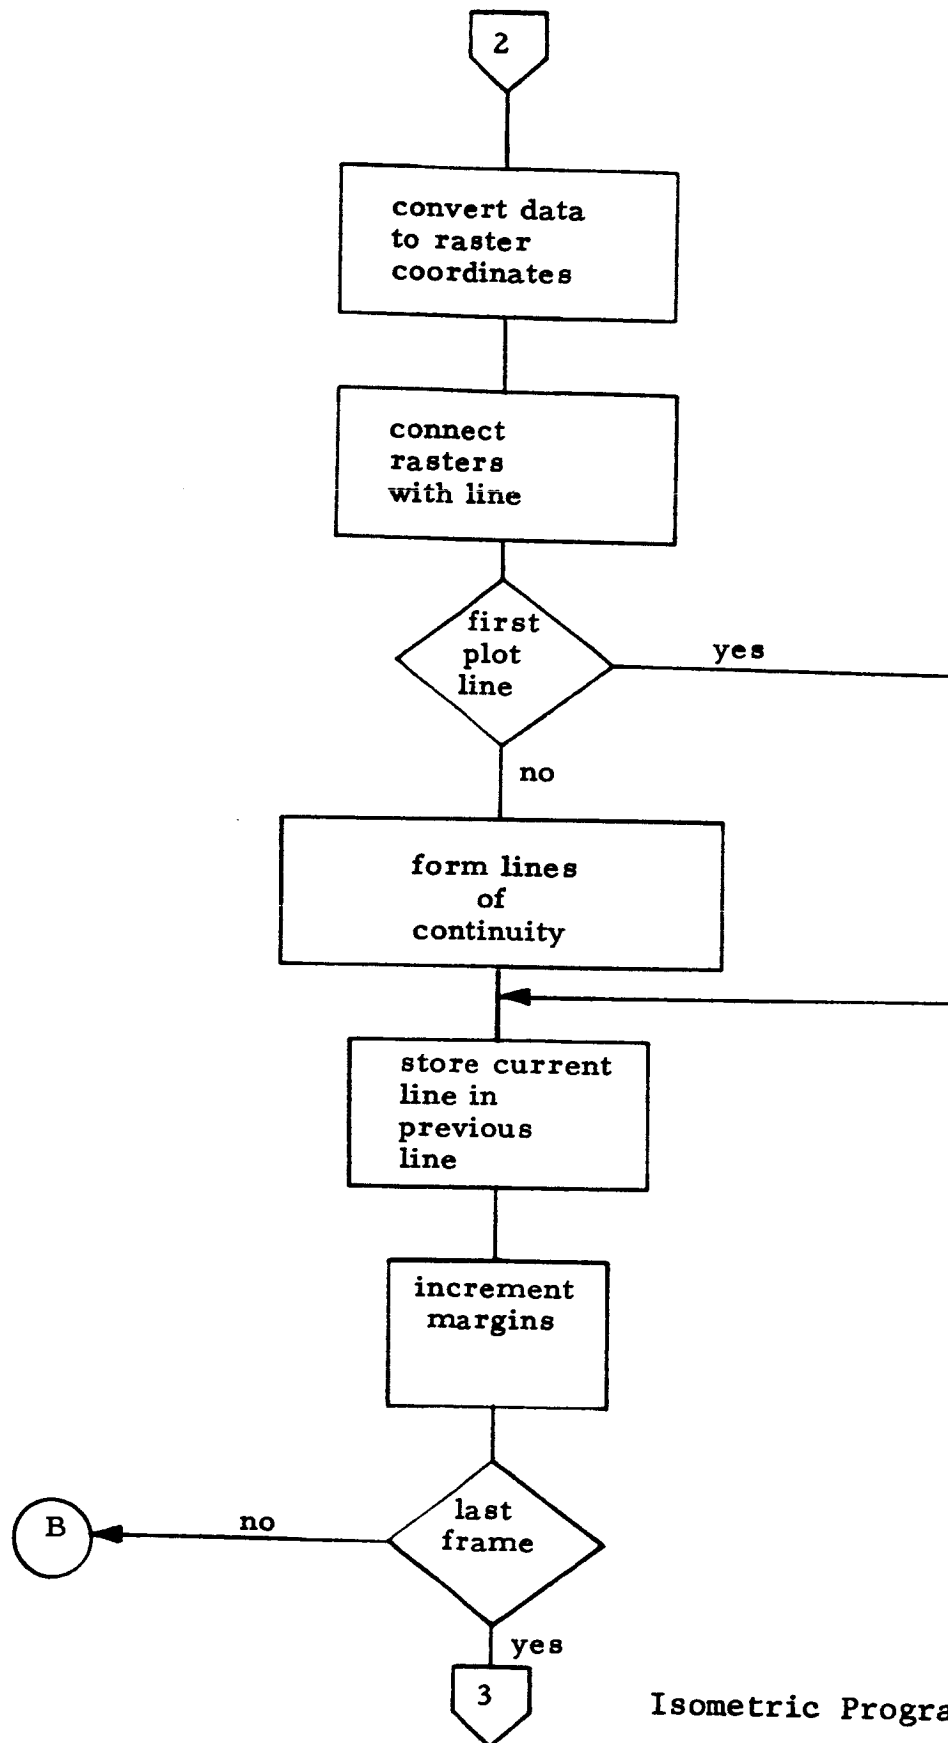 2
convert data
to raster
coordinates
connect
rasters
with line
first
plot
line
yes
no
form lines
of
continuity
store current
line in
previous
line
increment
margins
last
frame
no
B
yes
3
Isometric Progra